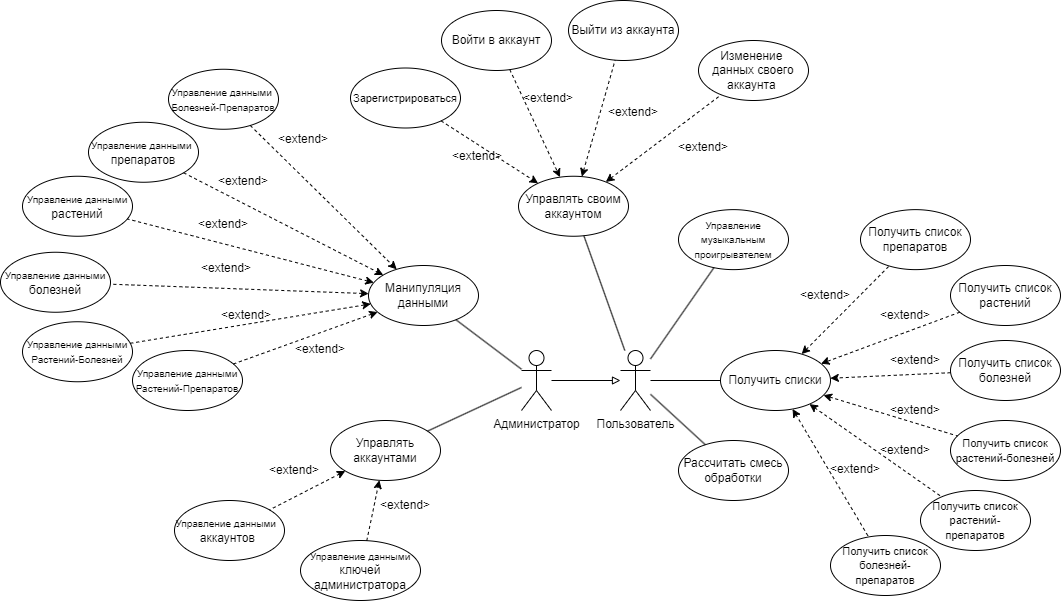 Войти в аккаунт
Выйти из аккаунта
Изменение
данных своего
аккаунта
Зарегистрироваться
<extend>
<extend>
<extend>
<extend>
Управлять своим
аккаунтом
Управление данными
Болезней-Препаратов
<extend>
Управление данными
препаратов
<extend>
Управление данными
растений
<extend>
Управление данными
болезней
<extend>
Управление данными
Растений-Болезней
<extend>
Управление данными
Растений-Препаратов
<extend>
Манипуляция
данными
Управление
музыкальным
проигрывателем
Получить список
препаратов
<extend>
Получить список
растений
<extend>
Получить список
болезней
<extend>
Получить списки
<extend>
Получить список
растений-болезней
<extend>
Получить список
растений-
препаратов
<extend>
Получить список
болезней-
препаратов
Администратор
Пользователь
Рассчитать смесь
обработки
Управлять
аккаунтами
<extend>
<extend>
Управление данными
аккаунтов
Управление данными
ключей
администратора